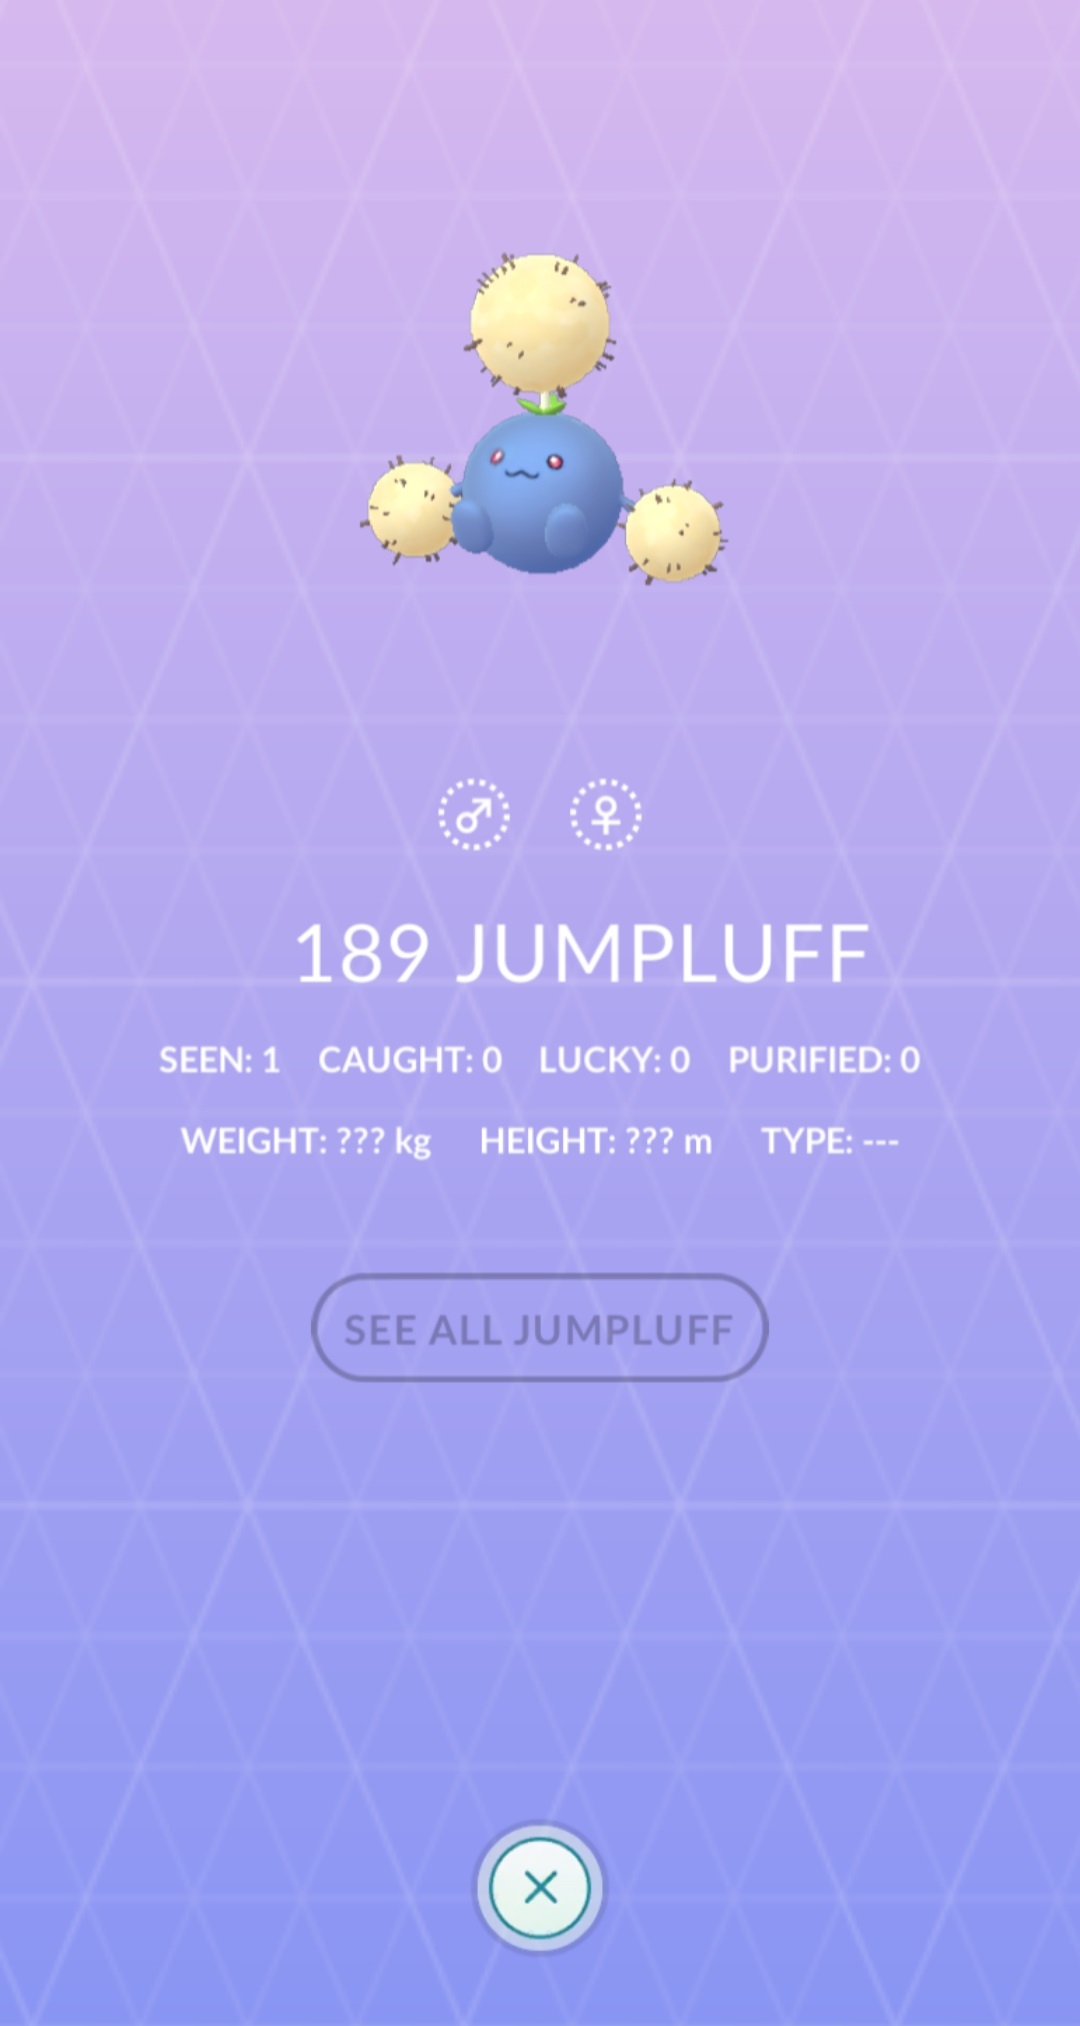 189 JUMPLUFF
SEEN: 1 CAUGHT: 0 LUCKY: 0 PURIFIED: 0
WEIGHT: ??? kg HEIGHT: ??? m TYPE: ---
SEE ALL JUMPLUFF